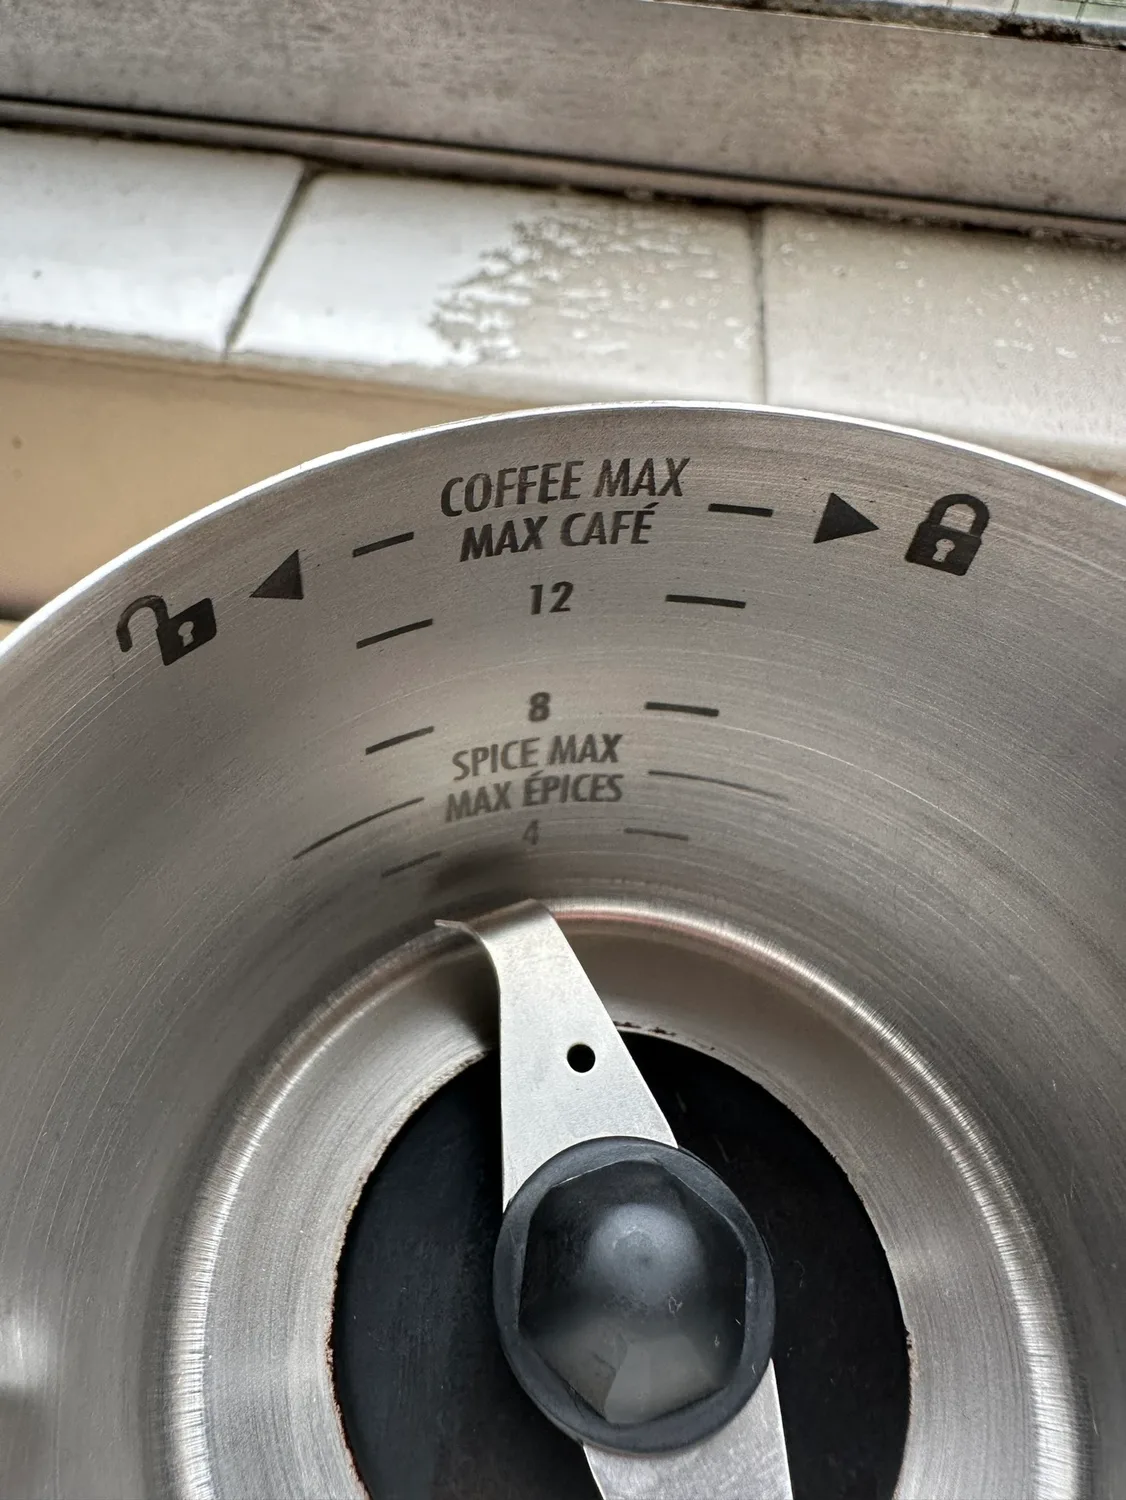 COFFEE MAX
MAX CAFÉ
12
8
SPICE MAX
MAX ÉPICES
4